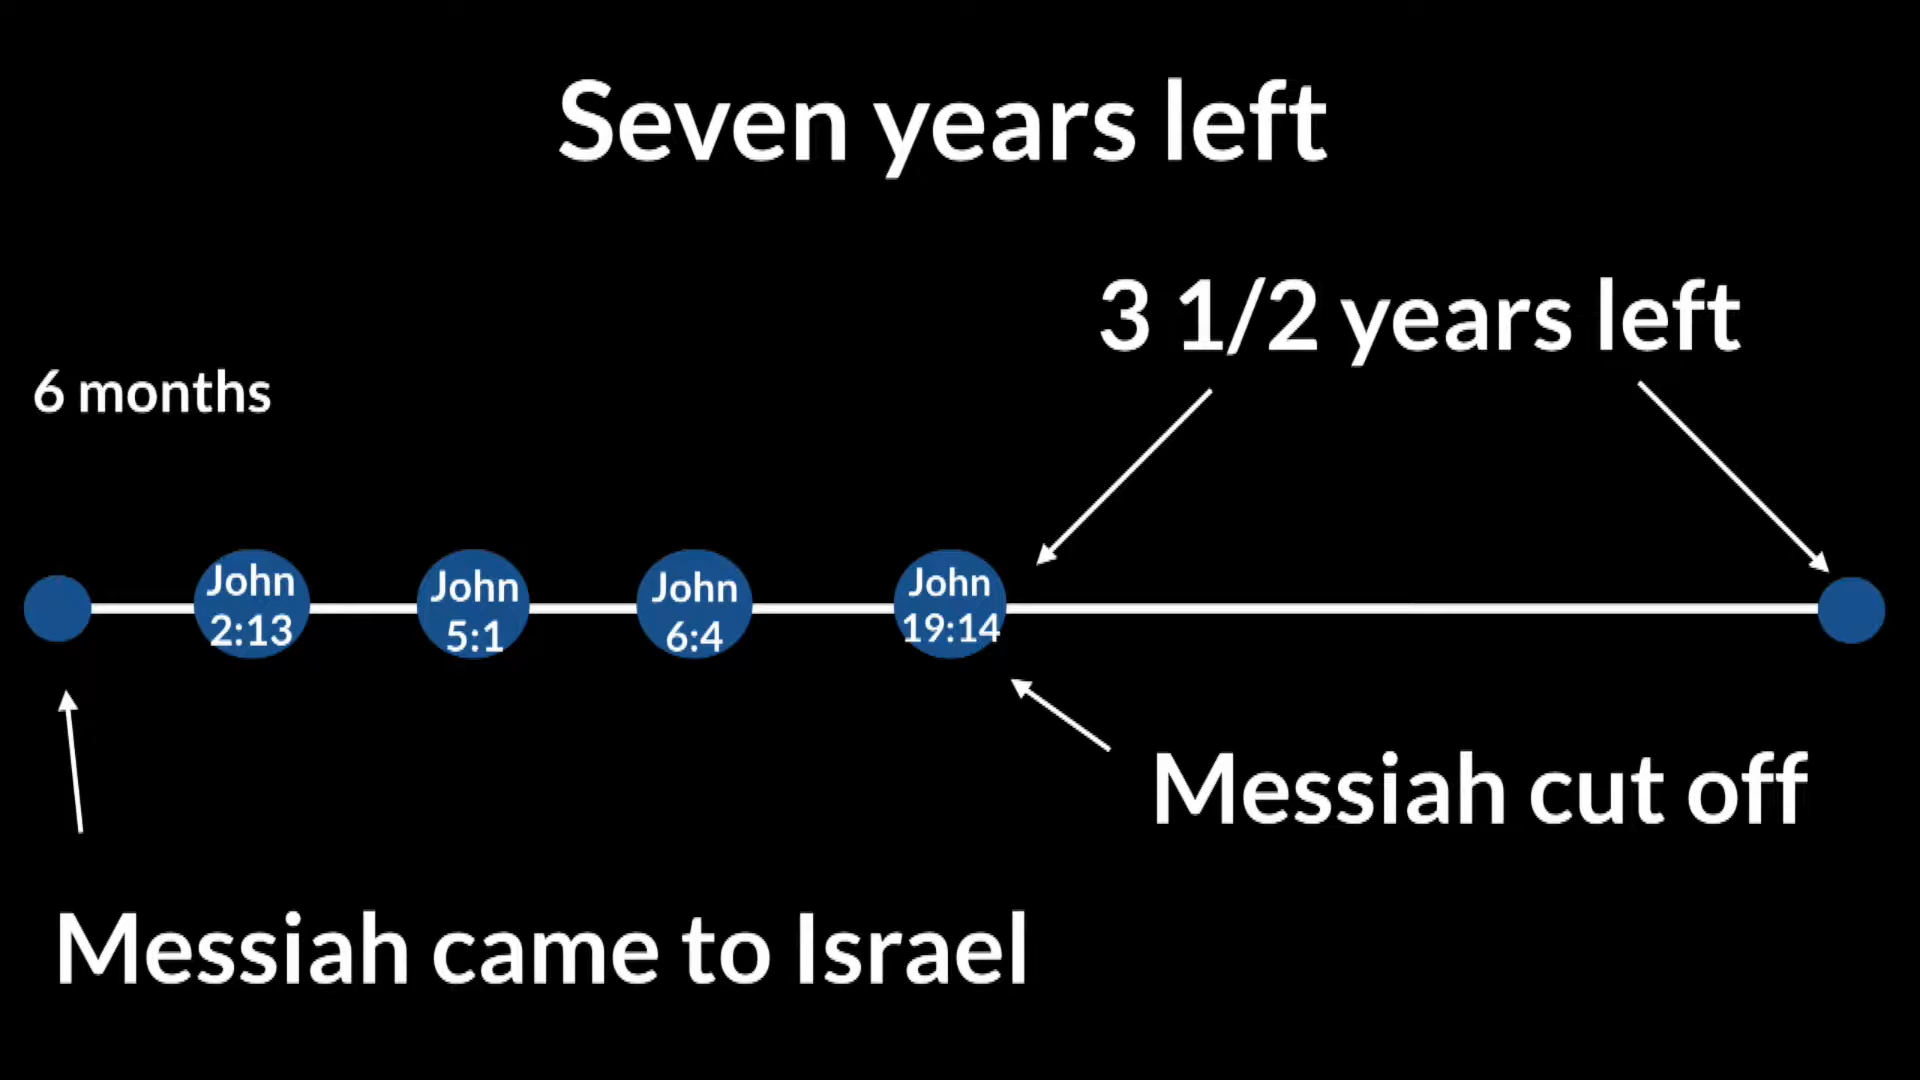 Seven years left
3 1/2 years left
6 months
John
2:13
John
5:1
John
6:4
John
19:14
Messiah cut off
Messiah came to Israel